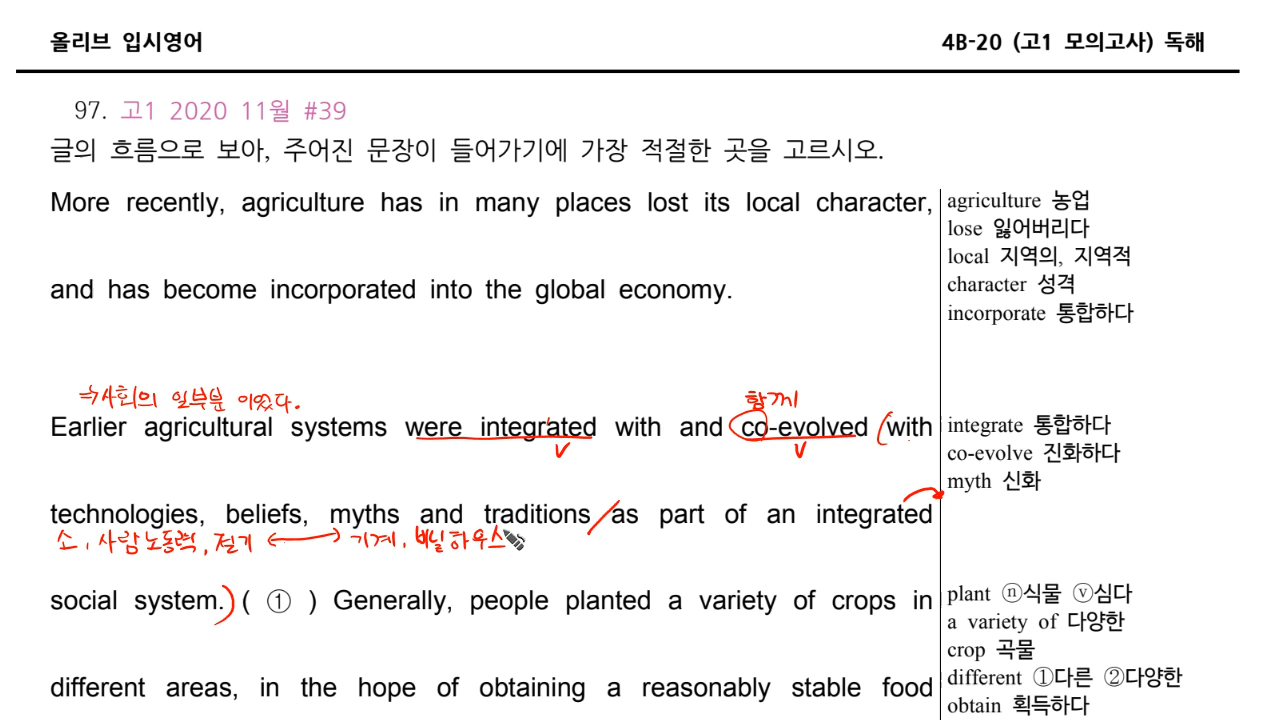 올리브 입시영어
4B-20 (고1 모의고사) 독해
97. 고1 2020 11월 #39
글의 흐름으로 보아, 주어진 문장이 들어가기에 가장 적절한 곳을 고르시오.
More recently, agriculture has in many places lost its local character,
and has become incorporated into the global economy.
agriculture 농업
lose 잃어버리다
local 지역의, 지역적
character 성격
incorporate 통합하다
⇒사회의 일부분 이었다.
함께
Earlier agricultural systems were integrated with and co-evolved (with
technologies, beliefs, myths and traditions / as part of an integrated
소, 사람노동력, 절기 ↔ 기계, 비닐하우스
social system.) ( ① ) Generally, people planted a variety of crops in
different areas, in the hope of obtaining a reasonably stable food
integrate 통합하다
co-evolve 진화하다
myth 신화
plant ⓝ식물 ⓥ심다
a variety of 다양한
crop 곡물
different ①다른 ②다양한
obtain 획득하다